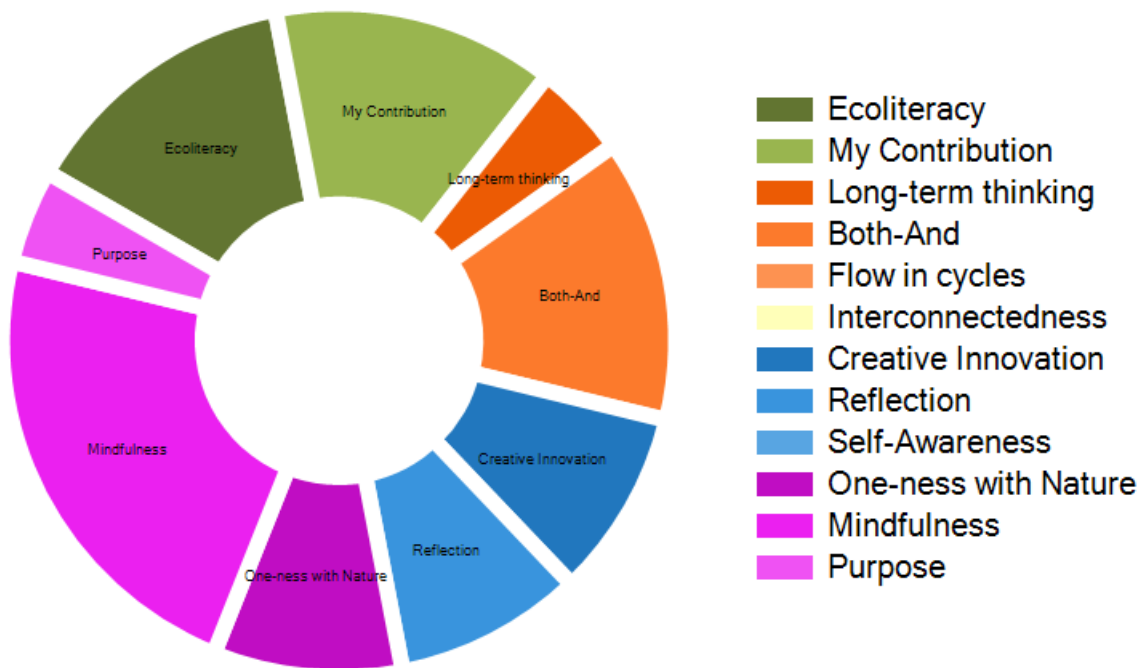 My Contribution
Ecoliteracy
Long-term thinking
Purpose
Both-And
Mindfulness
Creative Innovation
Reflection
One-ness with Nature
Ecoliteracy
My Contribution
Long-term thinking
Both-And
Flow in cycles
Interconnectedness
Creative Innovation
Reflection
Self-Awareness
One-ness with Nature
Mindfulness
Purpose